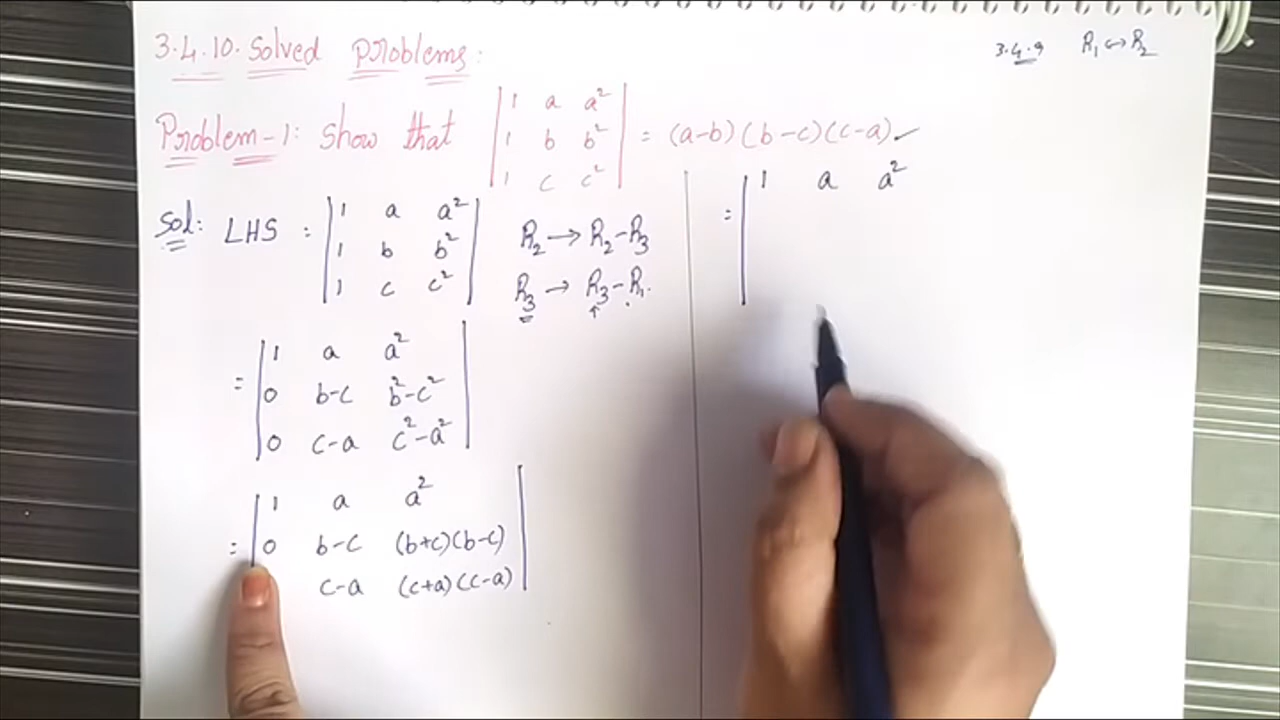 3.4.10. Solved Problems:
3.4.9 R₁ ↔ R₂
Problem-1: Show that | 1 a a² | = (a-b)(b-c)(c-a) ✓
| 1 b b² |
| 1 c c² |
Sol: LHS = | 1 a a² | R₂ → R₂-R₃
| 1 b b² | R₃ → R₃-R₁.
| 1 c c² |
= | 1 a a² |
| 0 b-c b²-c² |
| 0 c-a c²-a² |
= | 1 a a² |
| 0 b-c (b+c)(b-c) |
| c-a (c+a)(c-a) |
= | 1 a a²